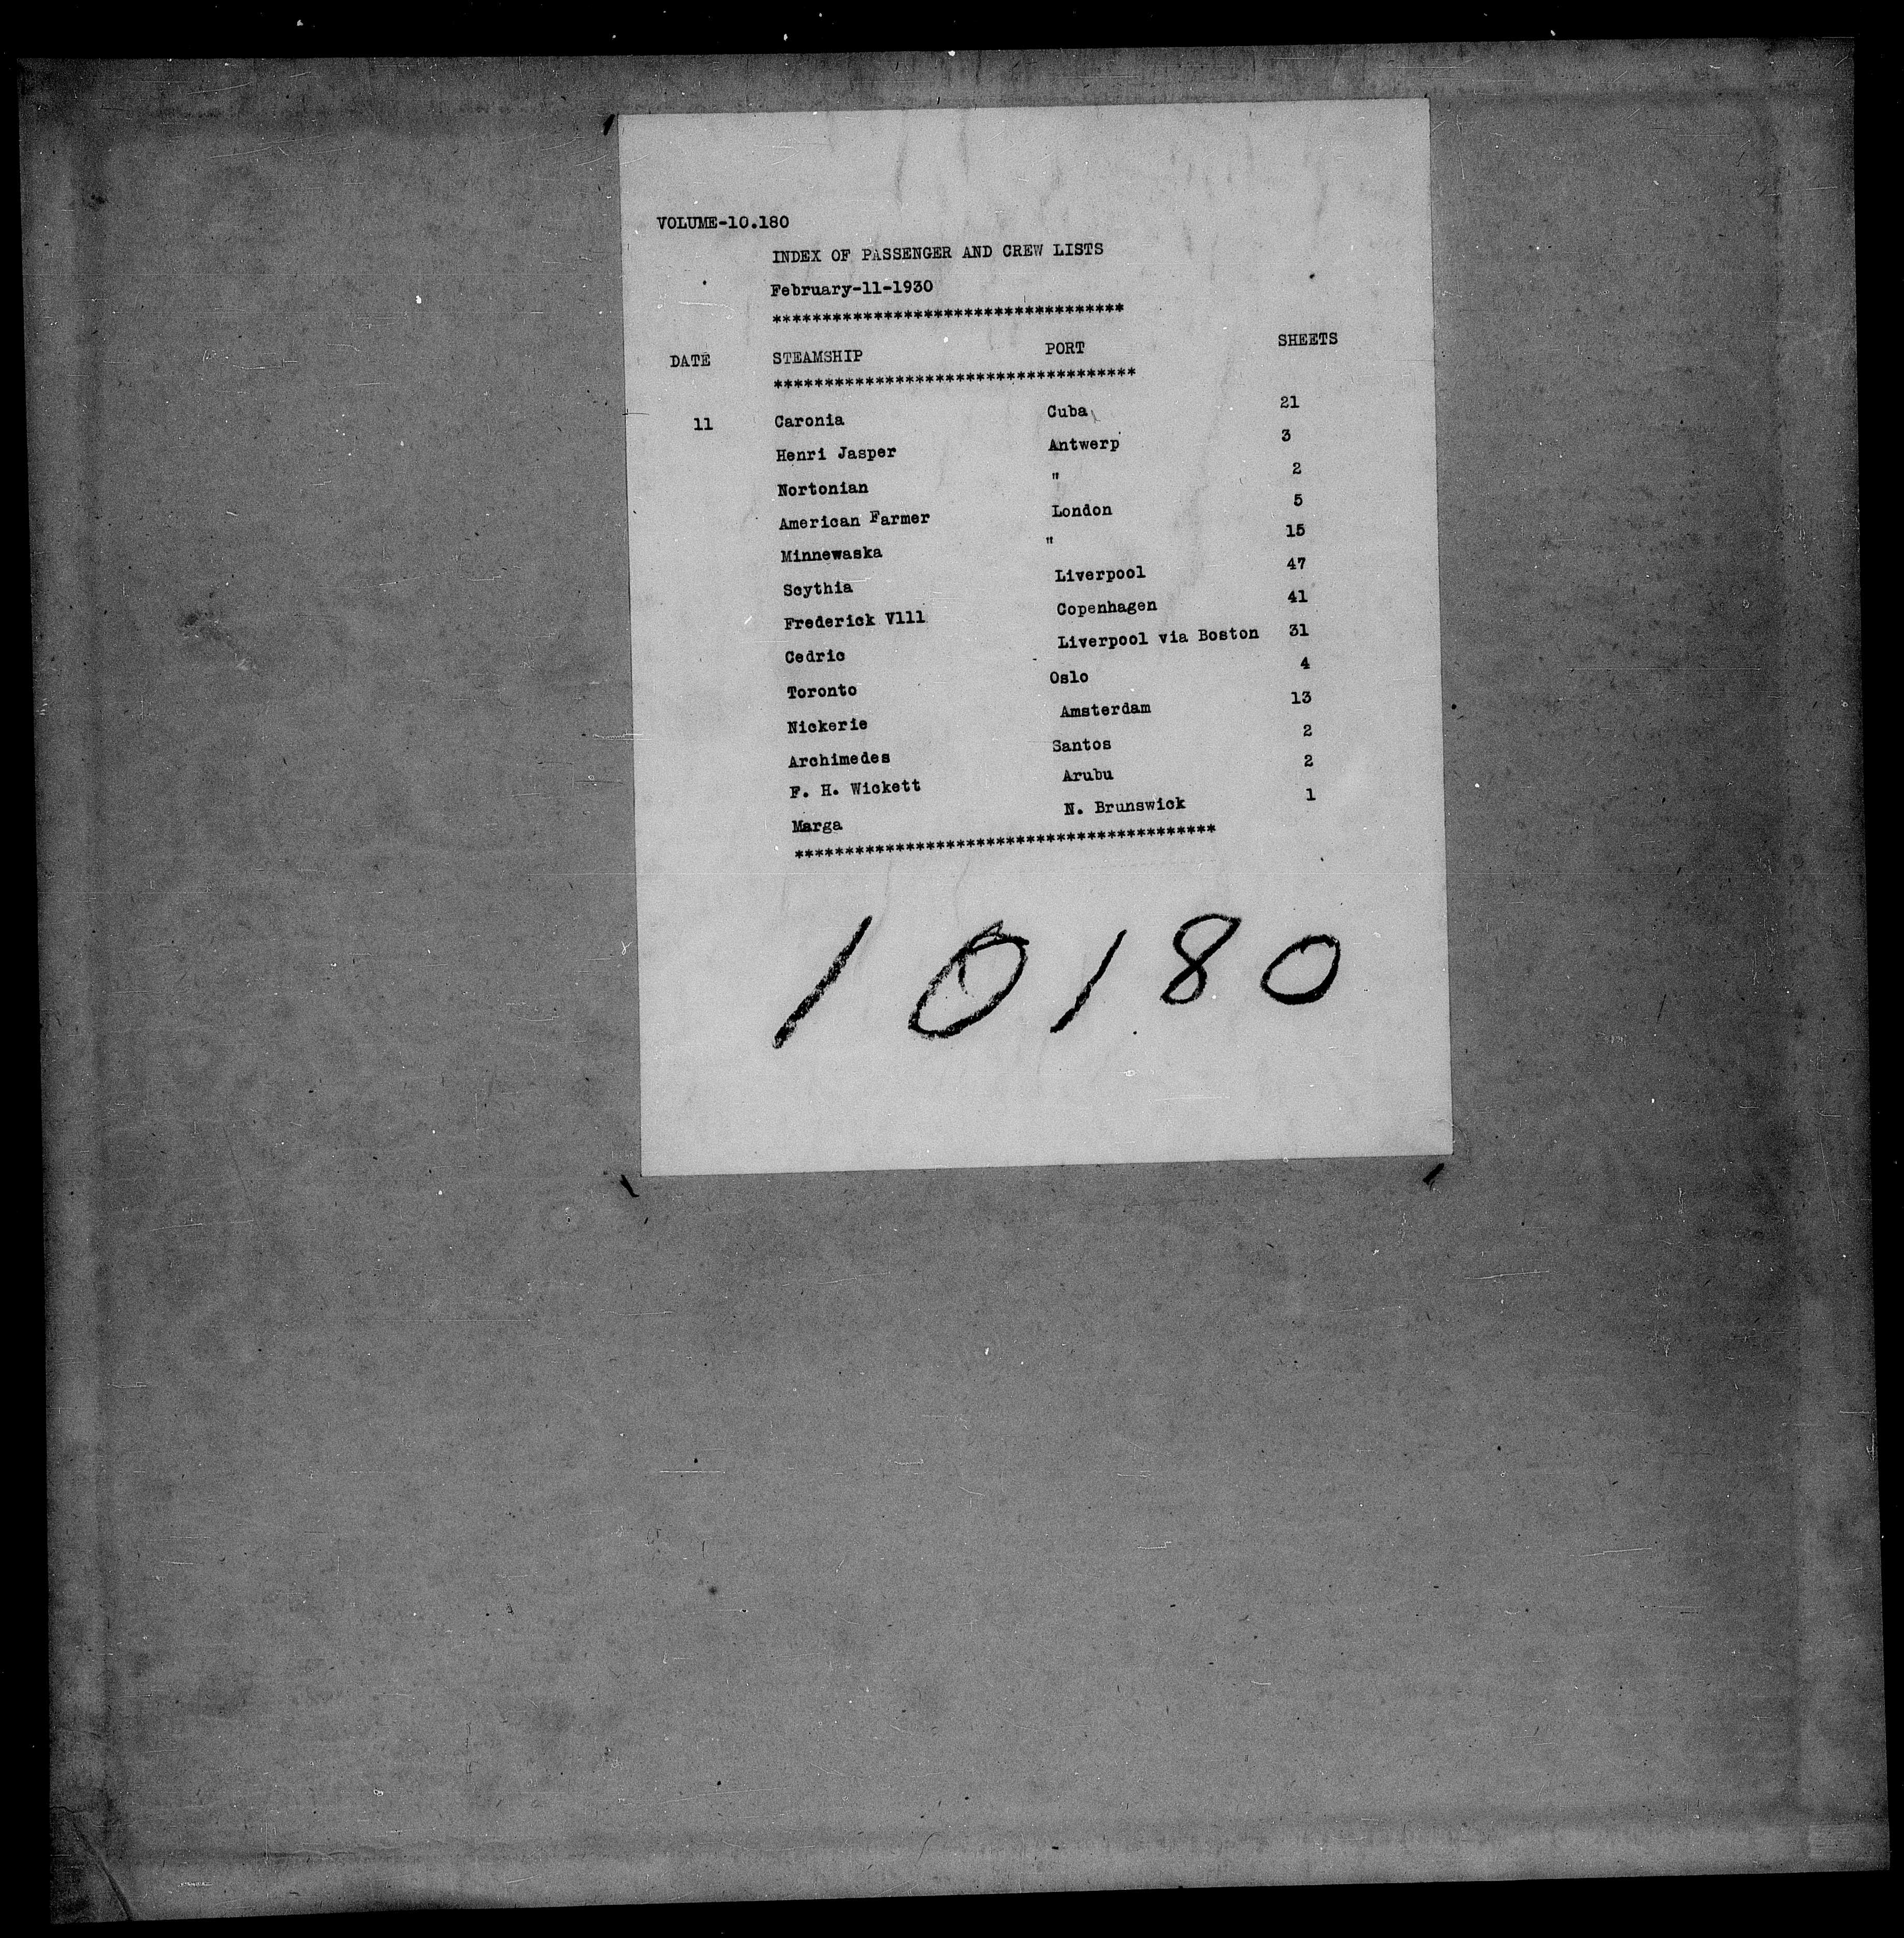 VOLUME-10.180
INDEX OF PASSENGER AND CREW LISTS
February-11-1930
***********************************
DATE STEAMSHIP PORT SHEETS
************************************
11 Caronia Cuba 21
Henri Jasper Antwerp 3
Nortonian " 2
American Farmer London 5
Minnewaska " 15
Scythia Liverpool 47
Frederick V111 Copenhagen 41
Cedric Liverpool via Boston 31
Toronto Oslo 4
Nickerie Amsterdam 13
Archimedes Santos 2
F. H. Wickett Arubu 2
Marga N. Brunswick 1
******************************************
10180